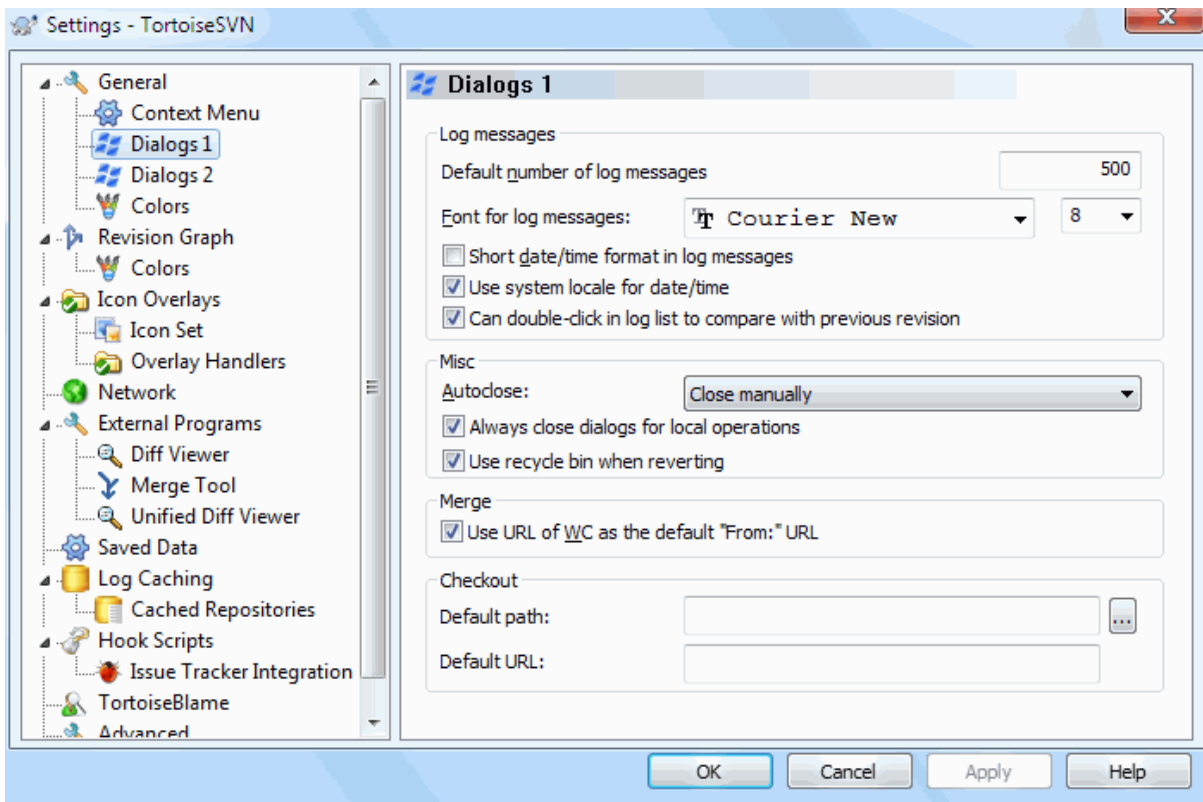 Settings - TortoiseSVN
X
General
Context Menu
Dialogs 1
Dialogs 2
Colors
Revision Graph
Colors
Icon Overlays
Icon Set
Overlay Handlers
Network
External Programs
Diff Viewer
Merge Tool
Unified Diff Viewer
Saved Data
Log Caching
Cached Repositories
Hook Scripts
Issue Tracker Integration
TortoiseBlame
Advanced
Dialogs 1
Log messages
Default number of log messages 500
Font for log messages: Courier New 8
Short date/time format in log messages
Use system locale for date/time
Can double-click in log list to compare with previous revision
Misc
Autoclose: Close manually
Always close dialogs for local operations
Use recycle bin when reverting
Merge
Use URL of WC as the default "From:" URL
Checkout
Default path: ...
Default URL:
OK Cancel Apply Help